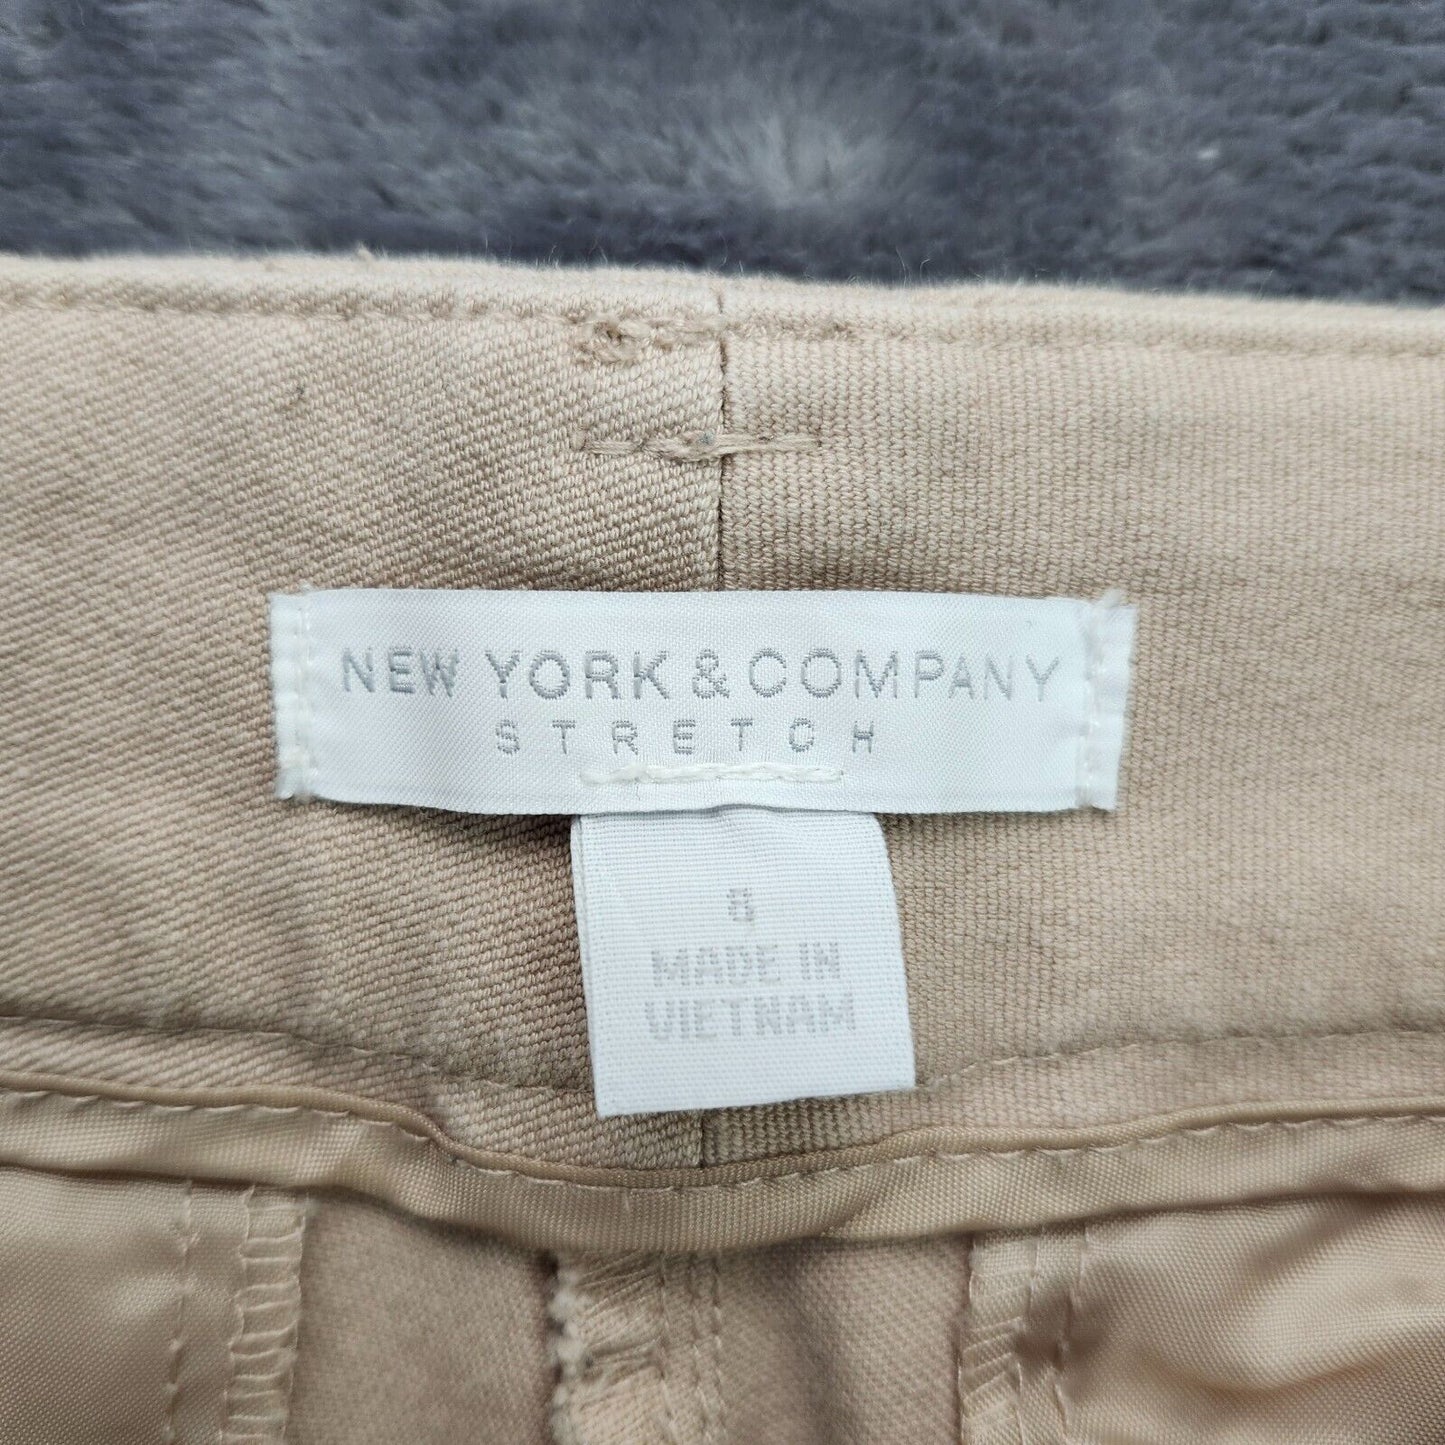 NEW YORK & COMPANY
STRETCH
8
MADE IN
VIETNAM